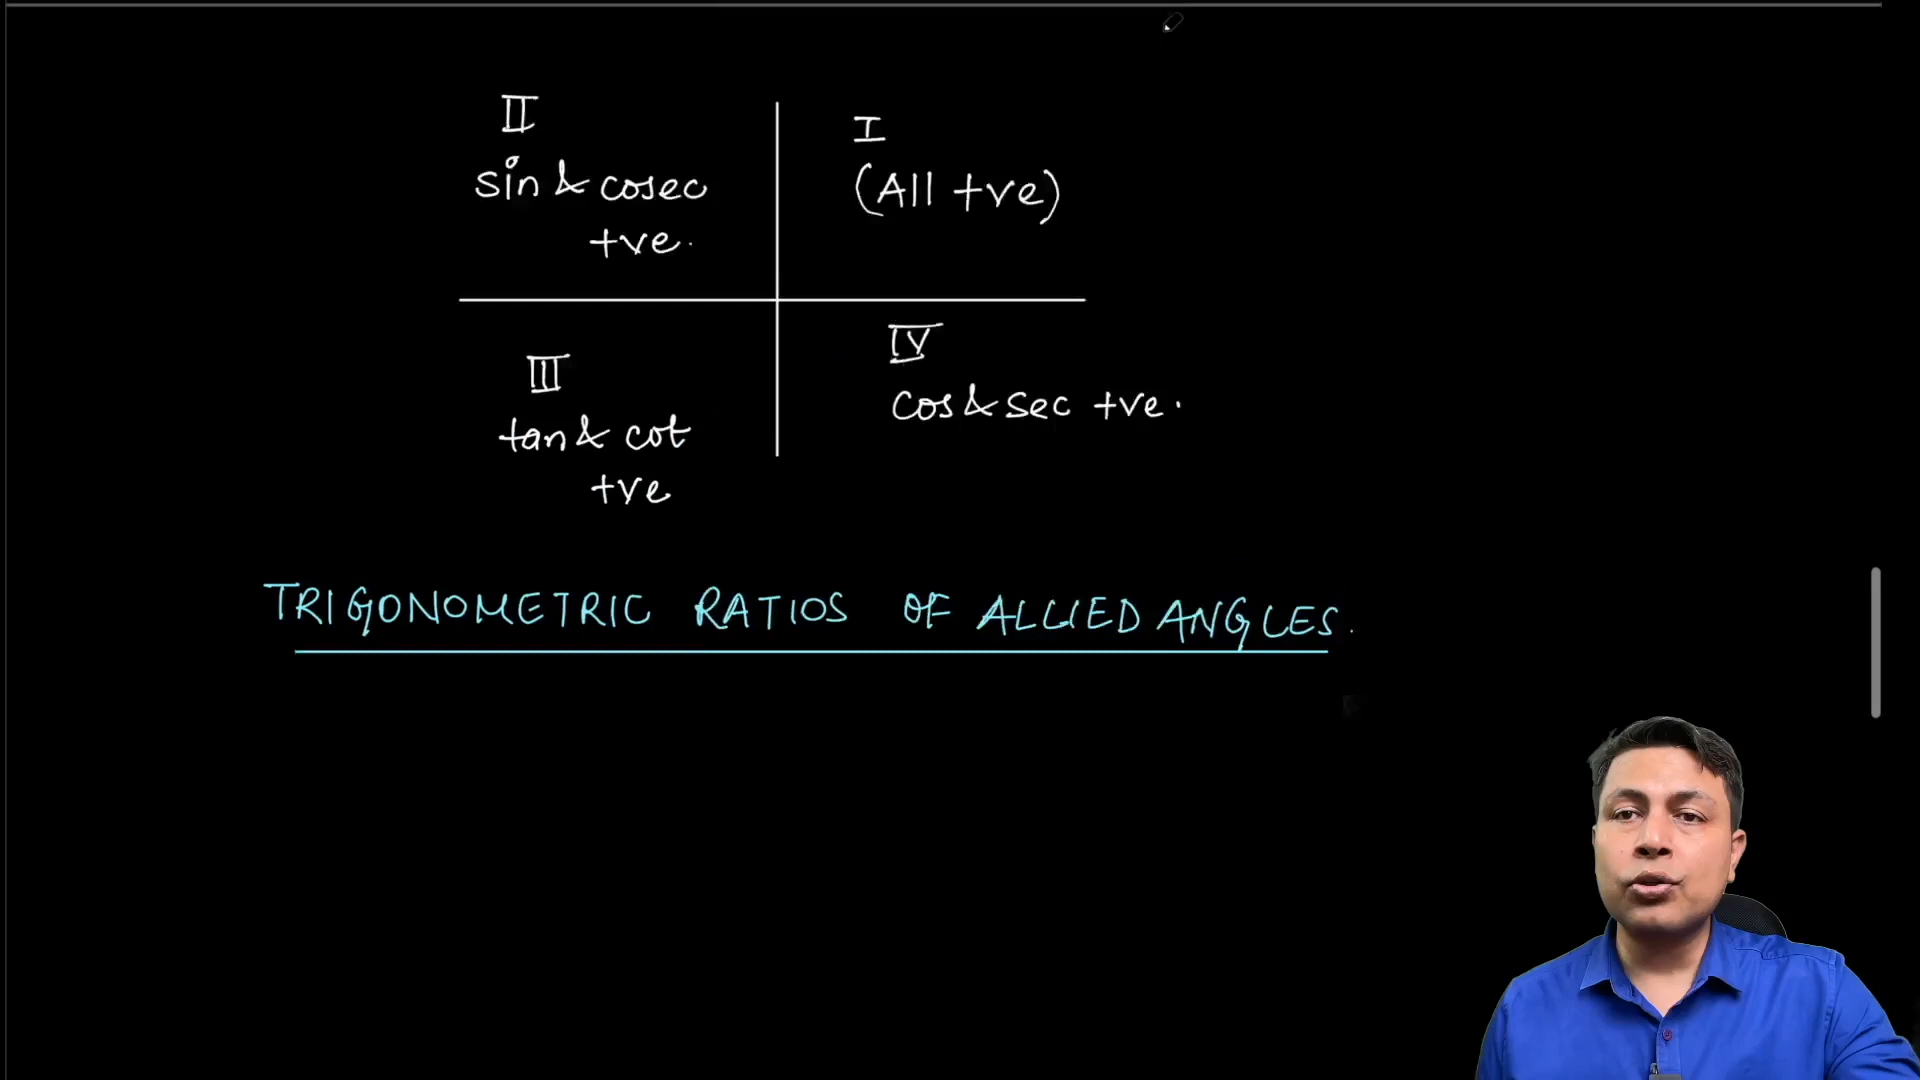 II
sin & cosec
+ve.
I
(All +ve)
III
tan & cot
+ve
IV
cos & sec +ve.
TRIGONOMETRIC RATIOS OF ALLIED ANGLES.